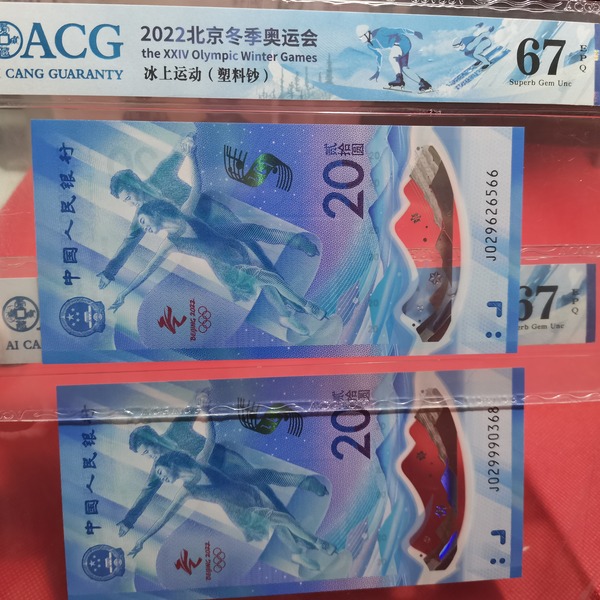 ACG
CANG GUARANTY
2022北京冬季奥运会
the XXIV Olympic Winter Games
冰上运动(塑料钞)
67
EPQ
Superb Gem Unc
中国人民银行
贰拾圆
20
BEIJING 2022
J029626566
AI CA
67
rb Gem Unc
中国人民银行
贰拾圆
20
BEIJING 2022
J029990368